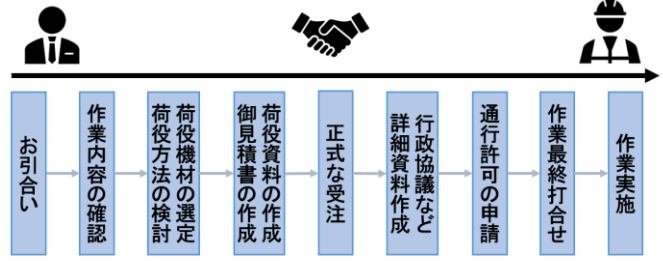 お引合い
作業内容の確認
荷役機材の選定
荷役方法の検討
荷役資料の作成
御見積書の作成
正式な受注
行政協議など
詳細資料作成
通行許可の申請
作業最終打合せ
作業実施